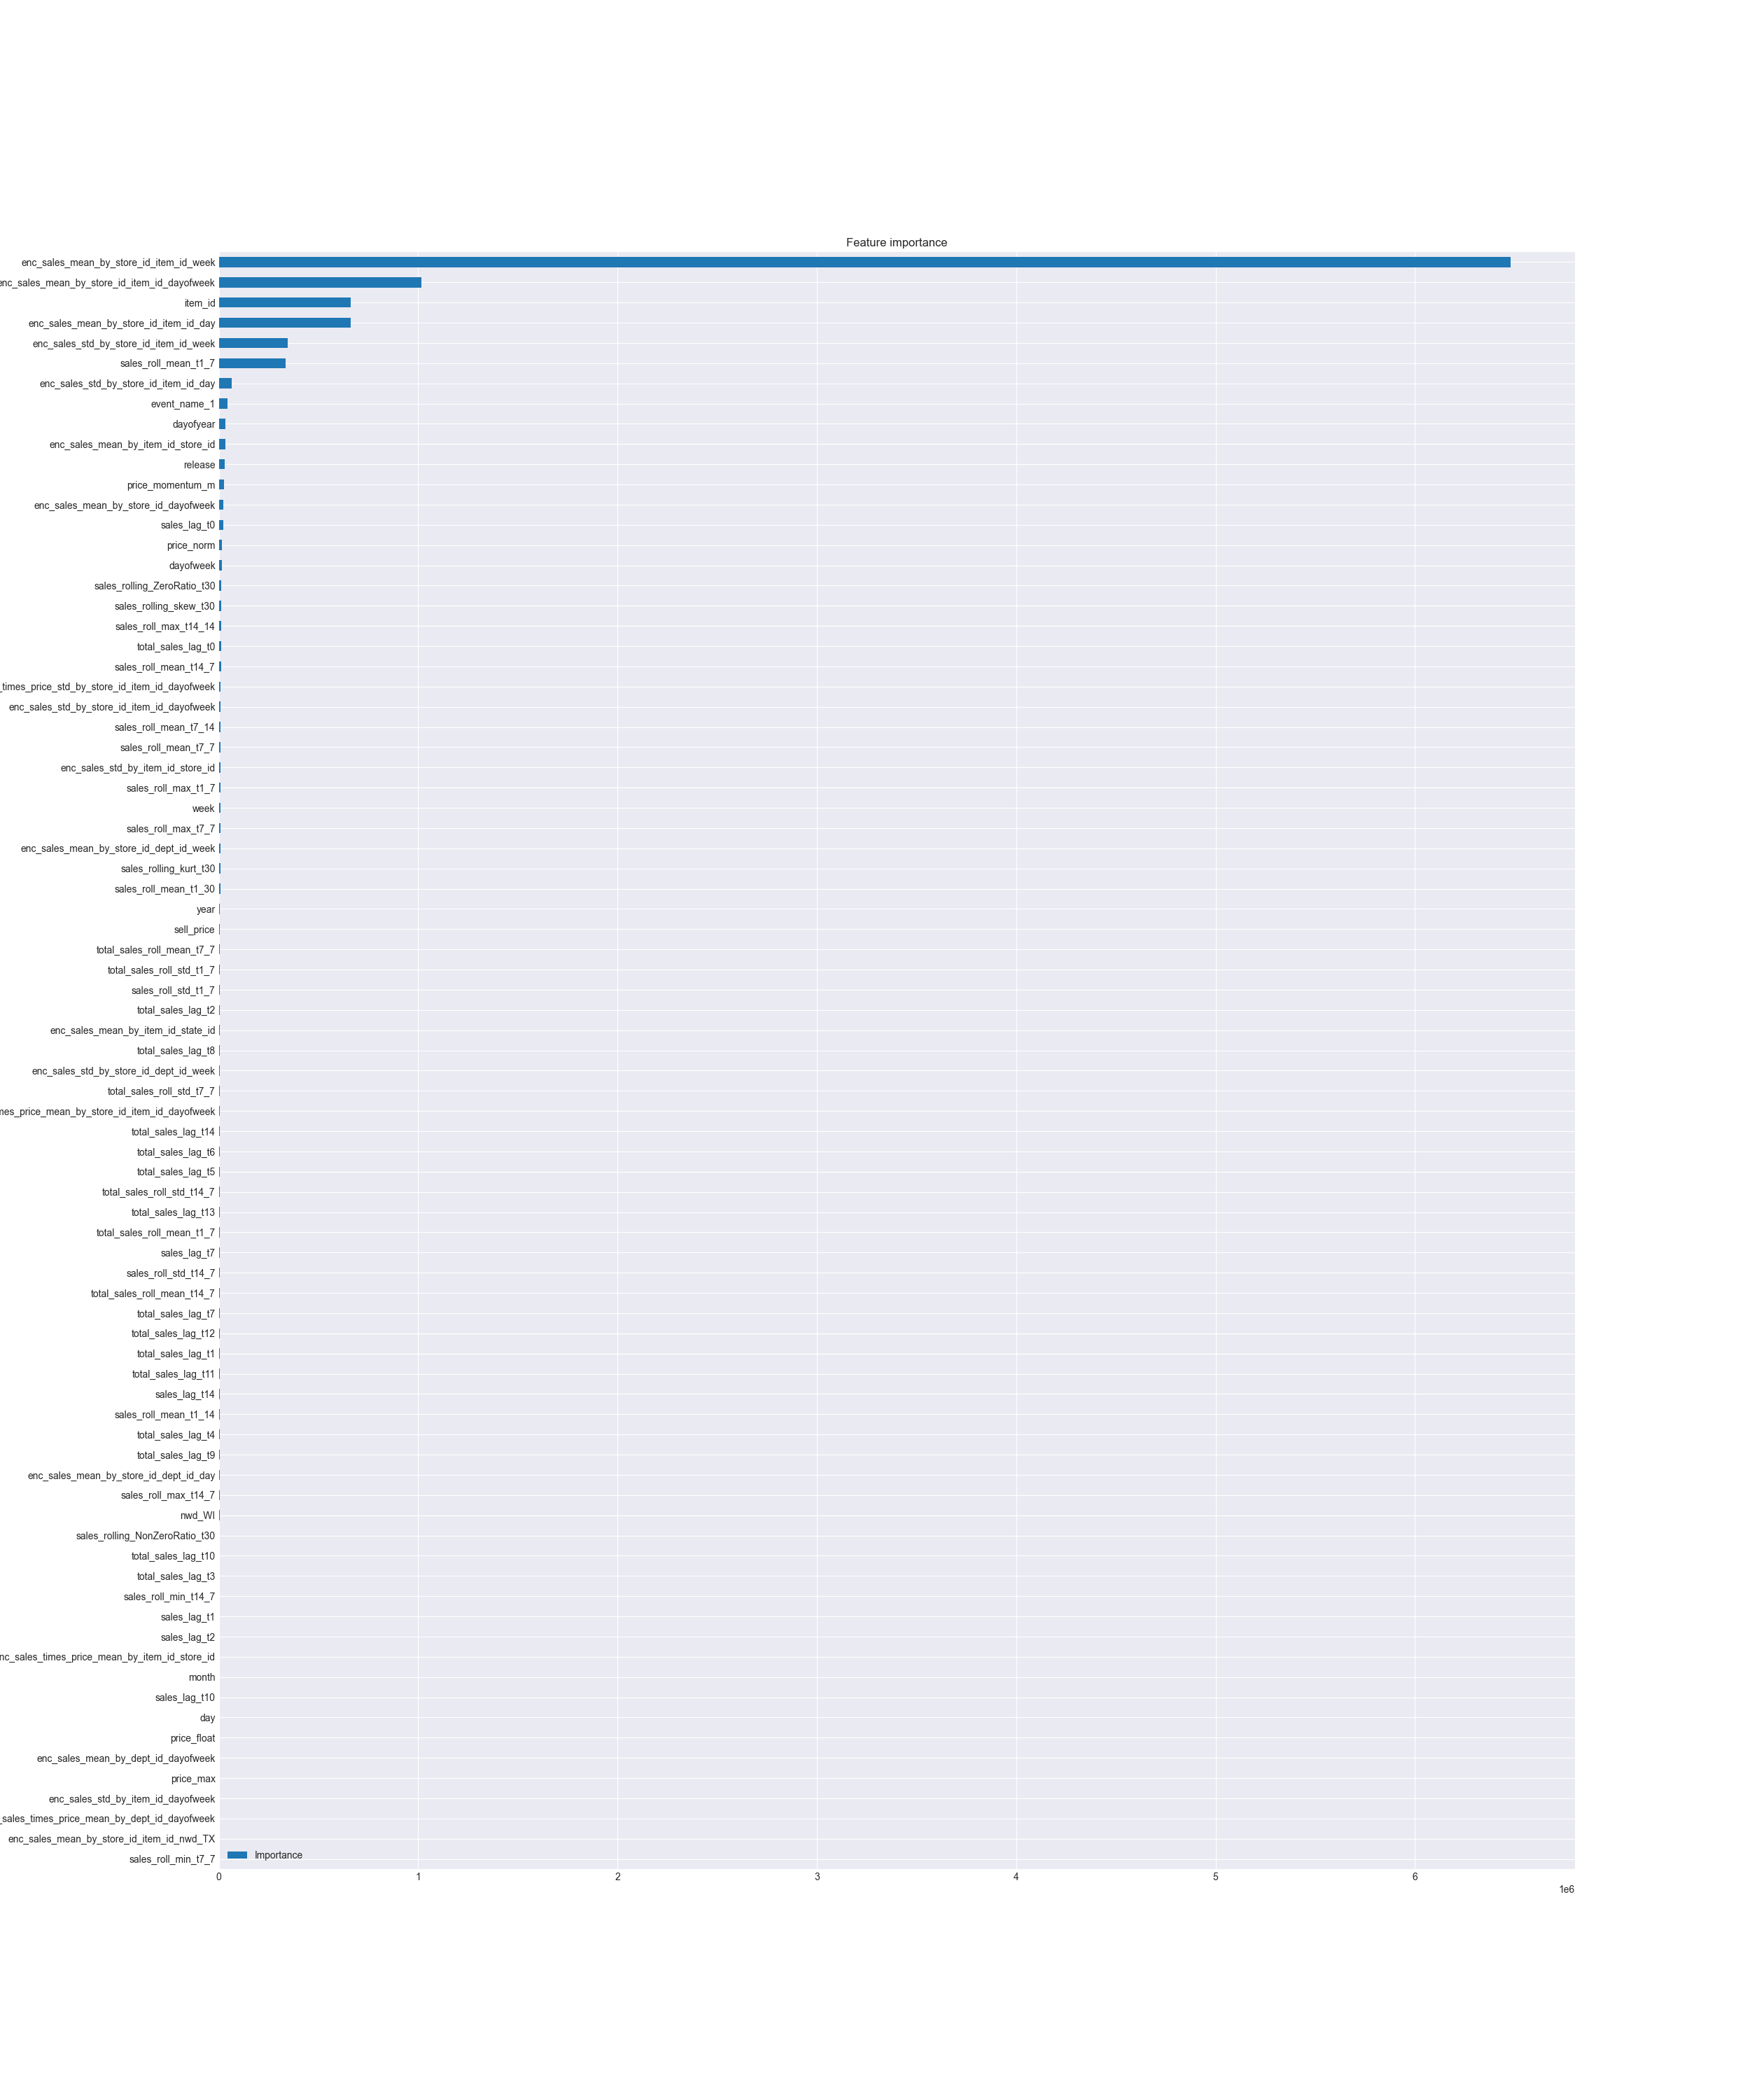 Feature importance
enc_sales_mean_by_store_id_item_id_week
enc_sales_mean_by_store_id_item_id_dayofweek
item_id
enc_sales_mean_by_store_id_item_id_day
enc_sales_std_by_store_id_item_id_week
sales_roll_mean_t1_7
enc_sales_std_by_store_id_item_id_day
event_name_1
dayofyear
enc_sales_mean_by_item_id_store_id
release
price_momentum_m
enc_sales_mean_by_store_id_dayofweek
sales_lag_t0
price_norm
dayofweek
sales_rolling_ZeroRatio_t30
sales_rolling_skew_t30
sales_roll_max_t14_14
total_sales_lag_t0
sales_roll_mean_t14_7
_times_price_std_by_store_id_item_id_dayofweek
enc_sales_std_by_store_id_item_id_dayofweek
sales_roll_mean_t7_14
sales_roll_mean_t7_7
enc_sales_std_by_item_id_store_id
sales_roll_max_t1_7
week
sales_roll_max_t7_7
enc_sales_mean_by_store_id_dept_id_week
sales_rolling_kurt_t30
sales_roll_mean_t1_30
year
sell_price
total_sales_roll_mean_t7_7
total_sales_roll_std_t1_7
sales_roll_std_t1_7
total_sales_lag_t2
enc_sales_mean_by_item_id_state_id
total_sales_lag_t8
enc_sales_std_by_store_id_dept_id_week
total_sales_roll_std_t7_7
mes_price_mean_by_store_id_item_id_dayofweek
total_sales_lag_t14
total_sales_lag_t6
total_sales_lag_t5
total_sales_roll_std_t14_7
total_sales_lag_t13
total_sales_roll_mean_t1_7
sales_lag_t7
sales_roll_std_t14_7
total_sales_roll_mean_t14_7
total_sales_lag_t7
total_sales_lag_t12
total_sales_lag_t1
total_sales_lag_t11
sales_lag_t14
sales_roll_mean_t1_14
total_sales_lag_t4
total_sales_lag_t9
enc_sales_mean_by_store_id_dept_id_day
sales_roll_max_t14_7
nwd_WI
sales_rolling_NonZeroRatio_t30
total_sales_lag_t10
total_sales_lag_t3
sales_roll_min_t14_7
sales_lag_t1
sales_lag_t2
nc_sales_times_price_mean_by_item_id_store_id
month
sales_lag_t10
day
price_float
enc_sales_mean_by_dept_id_dayofweek
price_max
enc_sales_std_by_item_id_dayofweek
_sales_times_price_mean_by_dept_id_dayofweek
enc_sales_mean_by_store_id_item_id_nwd_TX
sales_roll_min_t7_7
Importance
0 1 2 3 4 5 6
1e6